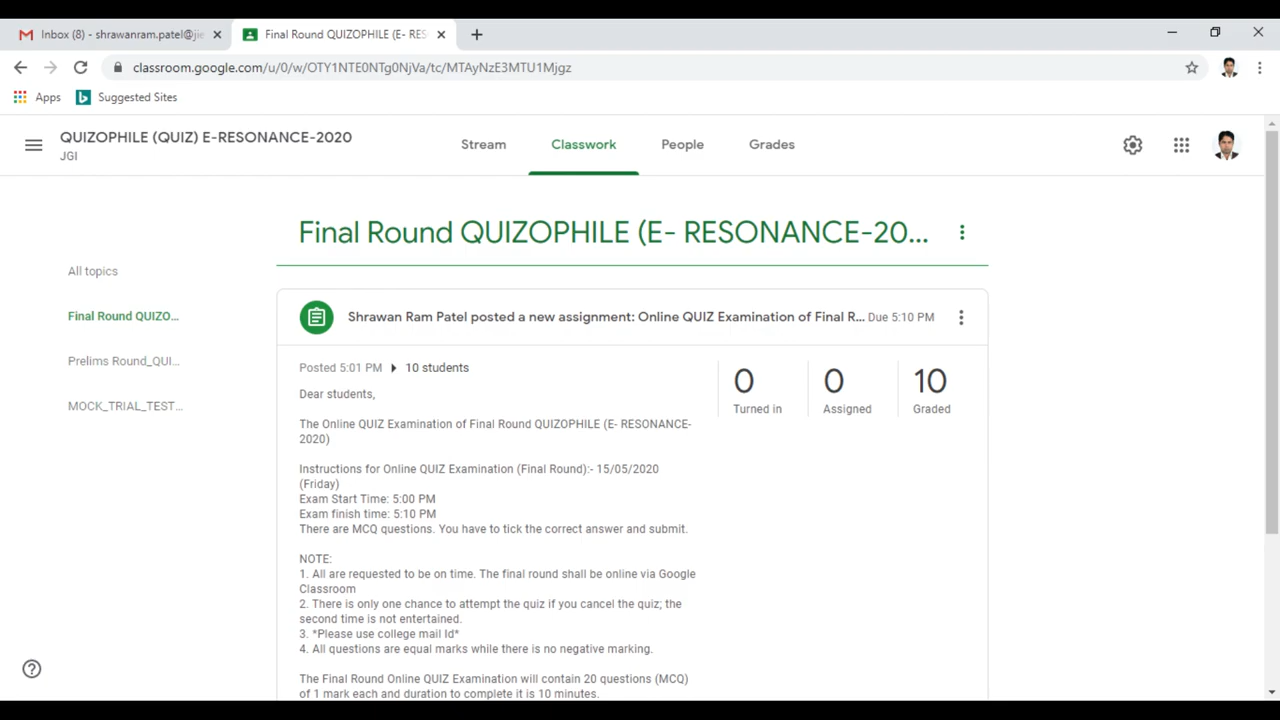 Inbox (8) - shrawanram.patel@jie
Final Round QUIZOPHILE (E- RES
classroom.google.com/u/0/w/OTY1NTE0NTg0NjVa/tc/MTAyNzE3MTU1Mjgz
Apps
Suggested Sites
QUIZOPHILE (QUIZ) E-RESONANCE-2020
JGI
Stream
Classwork
People
Grades
Final Round QUIZOPHILE (E- RESONANCE-20...
All topics
Final Round QUIZO...
Prelims Round_QUI...
MOCK_TRIAL_TEST...
Shrawan Ram Patel posted a new assignment: Online QUIZ Examination of Final R... Due 5:10 PM
Posted 5:01 PM
10 students
0
Turned in
0
Assigned
10
Graded
Dear students,
The Online QUIZ Examination of Final Round QUIZOPHILE (E- RESONANCE-
2020)
Instructions for Online QUIZ Examination (Final Round):- 15/05/2020
(Friday)
Exam Start Time: 5:00 PM
Exam finish time: 5:10 PM
There are MCQ questions. You have to tick the correct answer and submit.
NOTE:
1. All are requested to be on time. The final round shall be online via Google
Classroom
2. There is only one chance to attempt the quiz if you cancel the quiz; the
second time is not entertained.
3. *Please use college mail Id*
4. All questions are equal marks while there is no negative marking.
The Final Round Online QUIZ Examination will contain 20 questions (MCQ)
of 1 mark each and duration to complete it is 10 minutes.